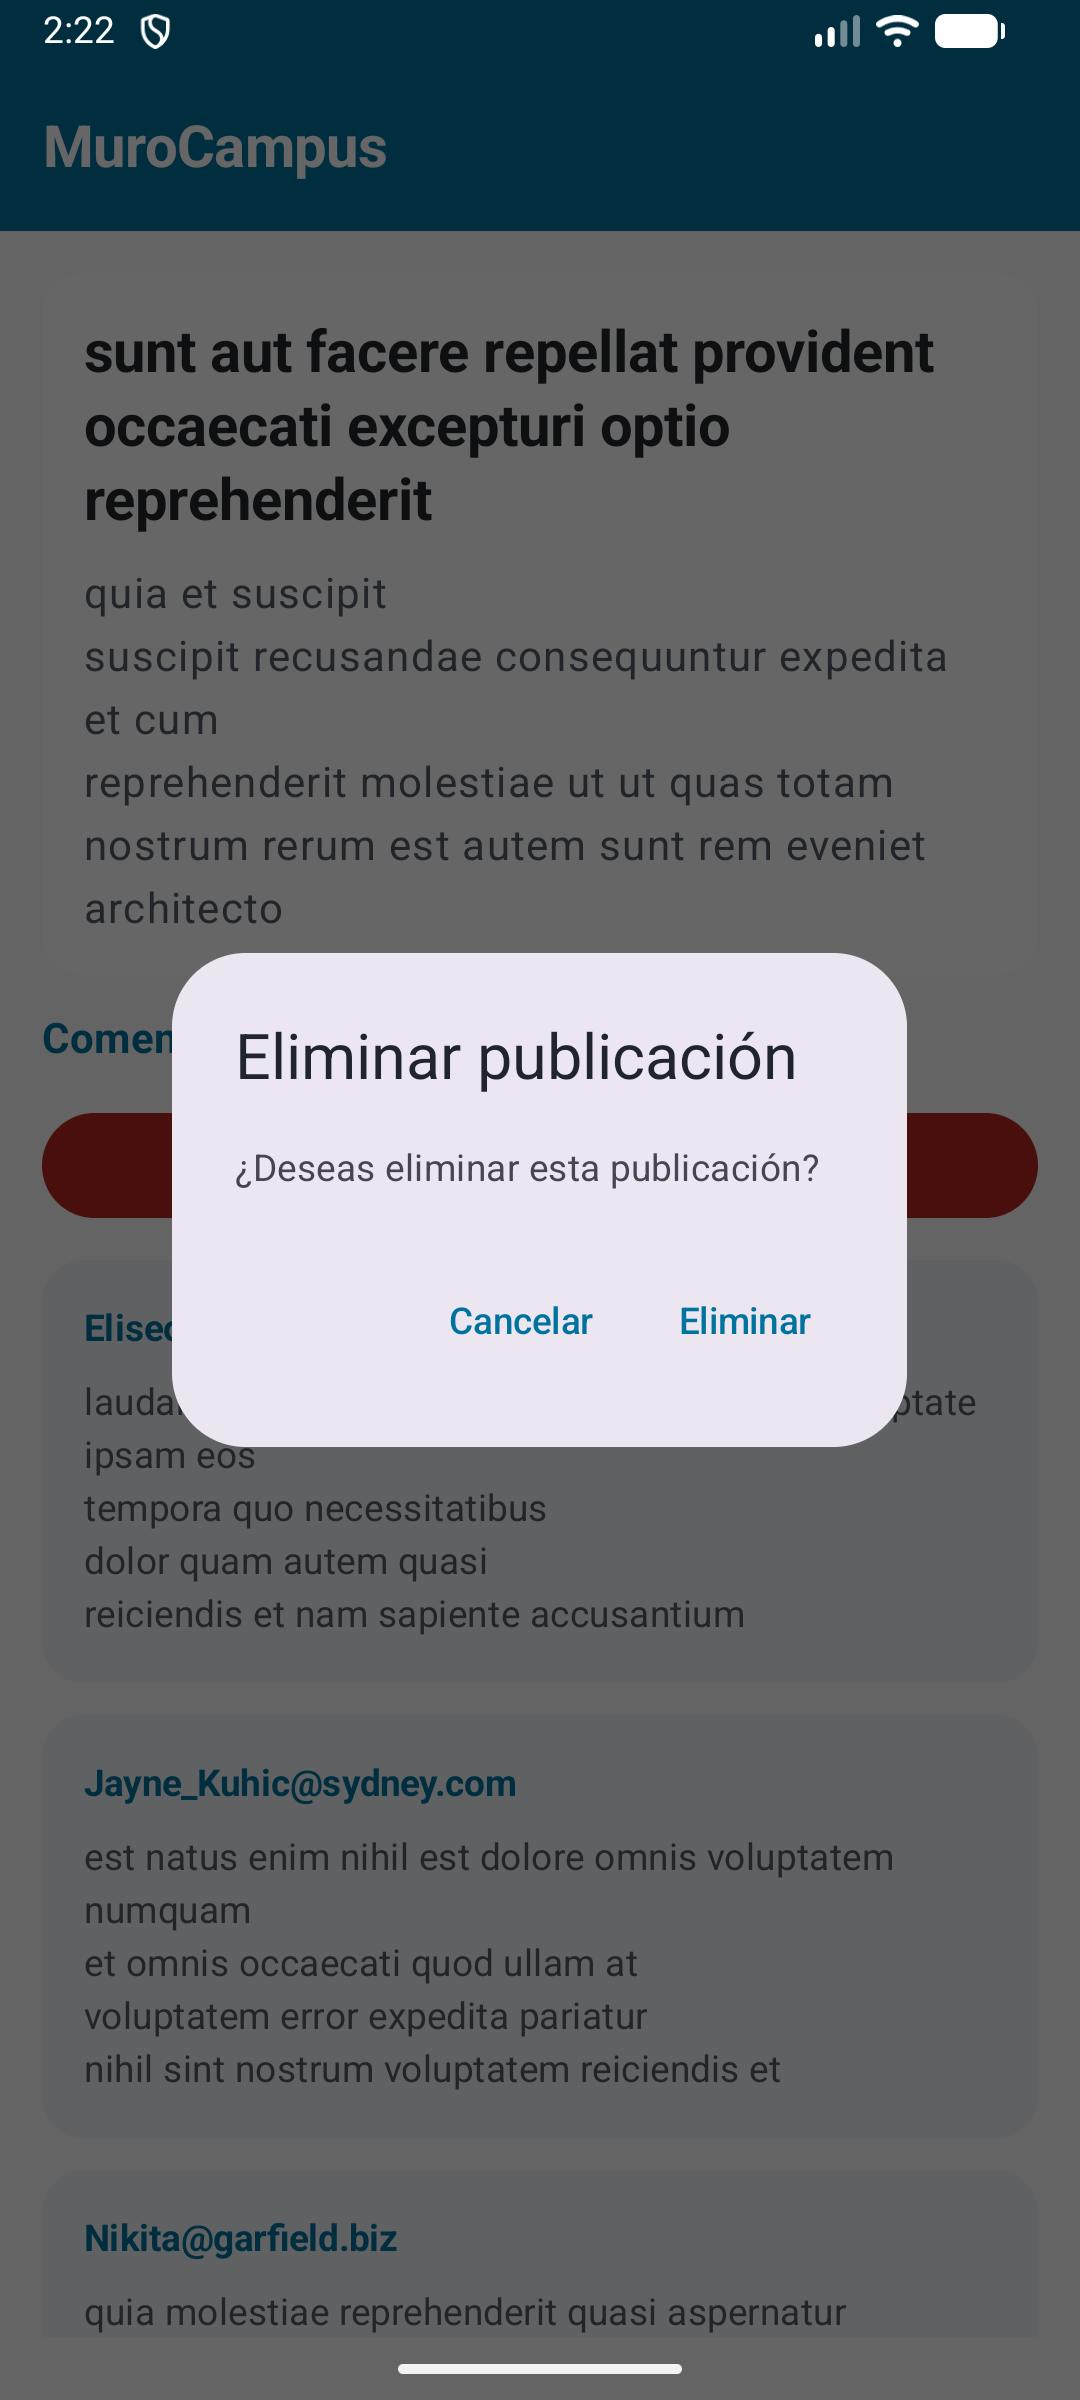 2:22
MuroCampus
sunt aut facere repellat provident
occaecati excepturi optio
reprehenderit
quia et suscipit
suscipit recusandae consequuntur expedita
et cum
reprehenderit molestiae ut ut quas totam
nostrum rerum est autem sunt rem eveniet
architecto
Eliminar publicación
¿Deseas eliminar esta publicación?
Cancelar
Eliminar
ipsam eos
tempora quo necessitatibus
dolor quam autem quasi
reiciendis et nam sapiente accusantium
Jayne_Kuhic@sydney.com
est natus enim nihil est dolore omnis voluptatem
numquam
et omnis occaecati quod ullam at
voluptatem error expedita pariatur
nihil sint nostrum voluptatem reiciendis et
Nikita@garfield.biz
quia molestiae reprehenderit quasi aspernatur